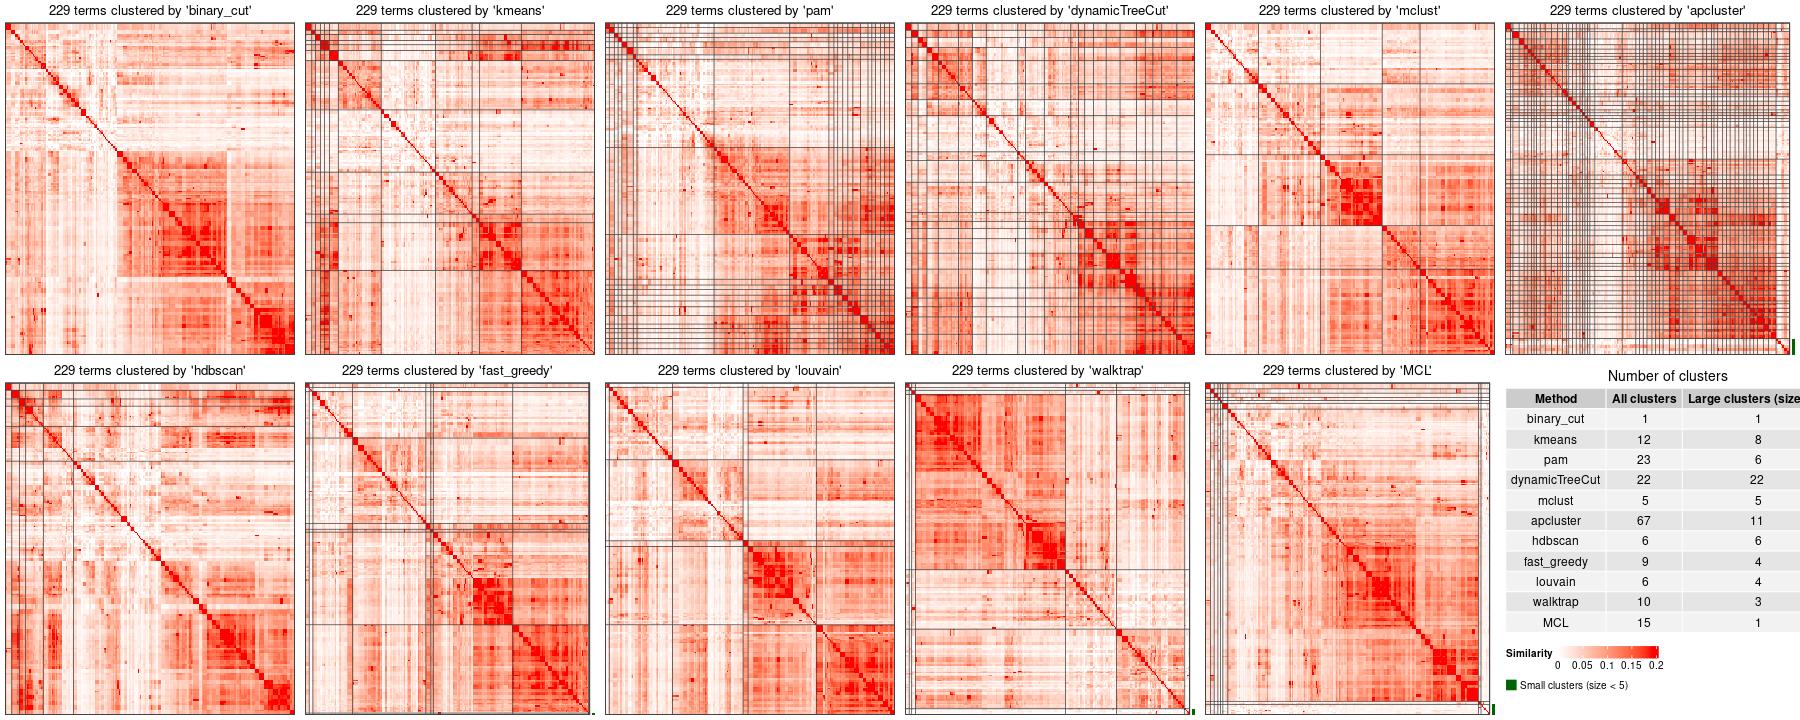 229 terms clustered by 'binary_cut'
229 terms clustered by 'kmeans'
229 terms clustered by 'pam'
229 terms clustered by 'dynamicTreeCut'
229 terms clustered by 'mclust'
229 terms clustered by 'apcluster'
229 terms clustered by 'hdbscan'
229 terms clustered by 'fast_greedy'
229 terms clustered by 'louvain'
229 terms clustered by 'walktrap'
229 terms clustered by 'MCL'
Number of clusters
Method All clusters Large clusters (size
binary_cut 1 1
kmeans 12 8
pam 23 6
dynamicTreeCut 22 22
mclust 5 5
apcluster 67 11
hdbscan 6 6
fast_greedy 9 4
louvain 6 4
walktrap 10 3
MCL 15 1
Similarity
0 0.05 0.1 0.15 0.2
Small clusters (size < 5)